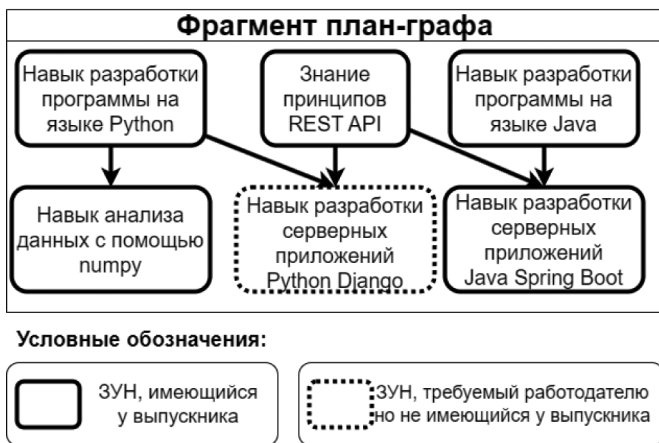 Фрагмент план-графа
Навык разработки
программы на
языке Python
Знание
принципов
REST API
Навык разработки
программы на
языке Java
Навык анализа
данных с помощью
numpy
Навык разработки
серверных
приложений
Python Django
Навык разработки
серверных
приложений
Java Spring Boot
Условные обозначения:
ЗУН, имеющийся
у выпускника
ЗУН, требуемый работодателю
но не имеющийся у выпускника